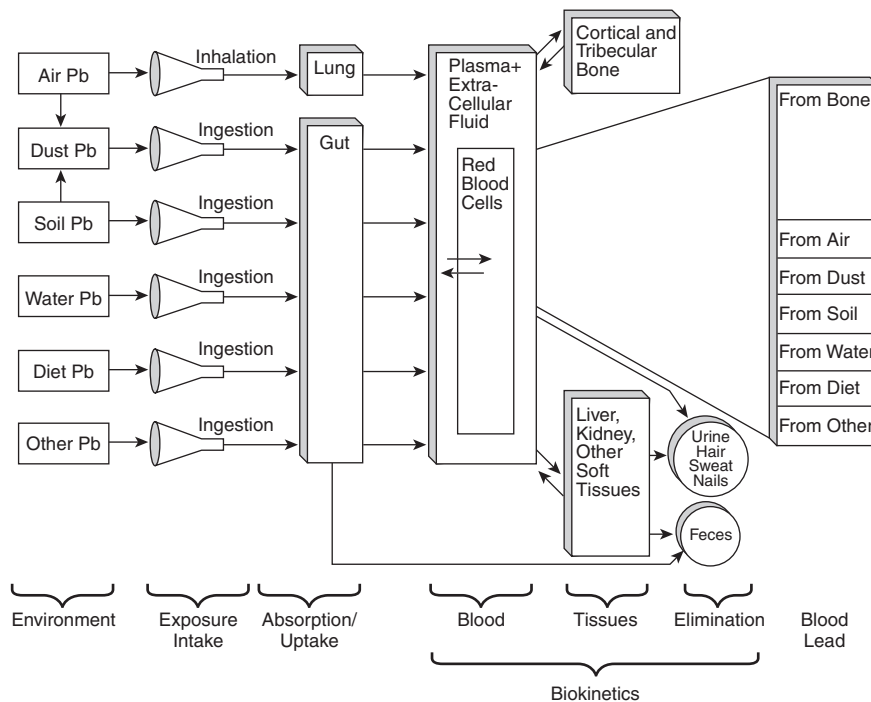 Air Pb
Dust Pb
Soil Pb
Water Pb
Diet Pb
Other Pb
Inhalation
Ingestion
Ingestion
Ingestion
Ingestion
Ingestion
Lung
Gut
Plasma+
Extra-
Cellular
Fluid
Red
Blood
Cells
Cortical and
Tribecular
Bone
Liver,
Kidney,
Other
Soft
Tissues
Urine
Hair
Sweat
Nails
Feces
From Bone
From Air
From Dust
From Soil
From Water
From Diet
From Other
Environment
Exposure
Intake
Absorption/
Uptake
Blood
Tissues
Elimination
Blood
Lead
Biokinetics